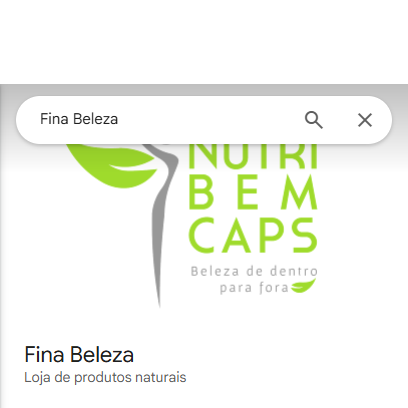 Fina Beleza
NUTRI
BEM
CAPS
Beleza de dentro
para fora
Fina Beleza
Loja de produtos naturais